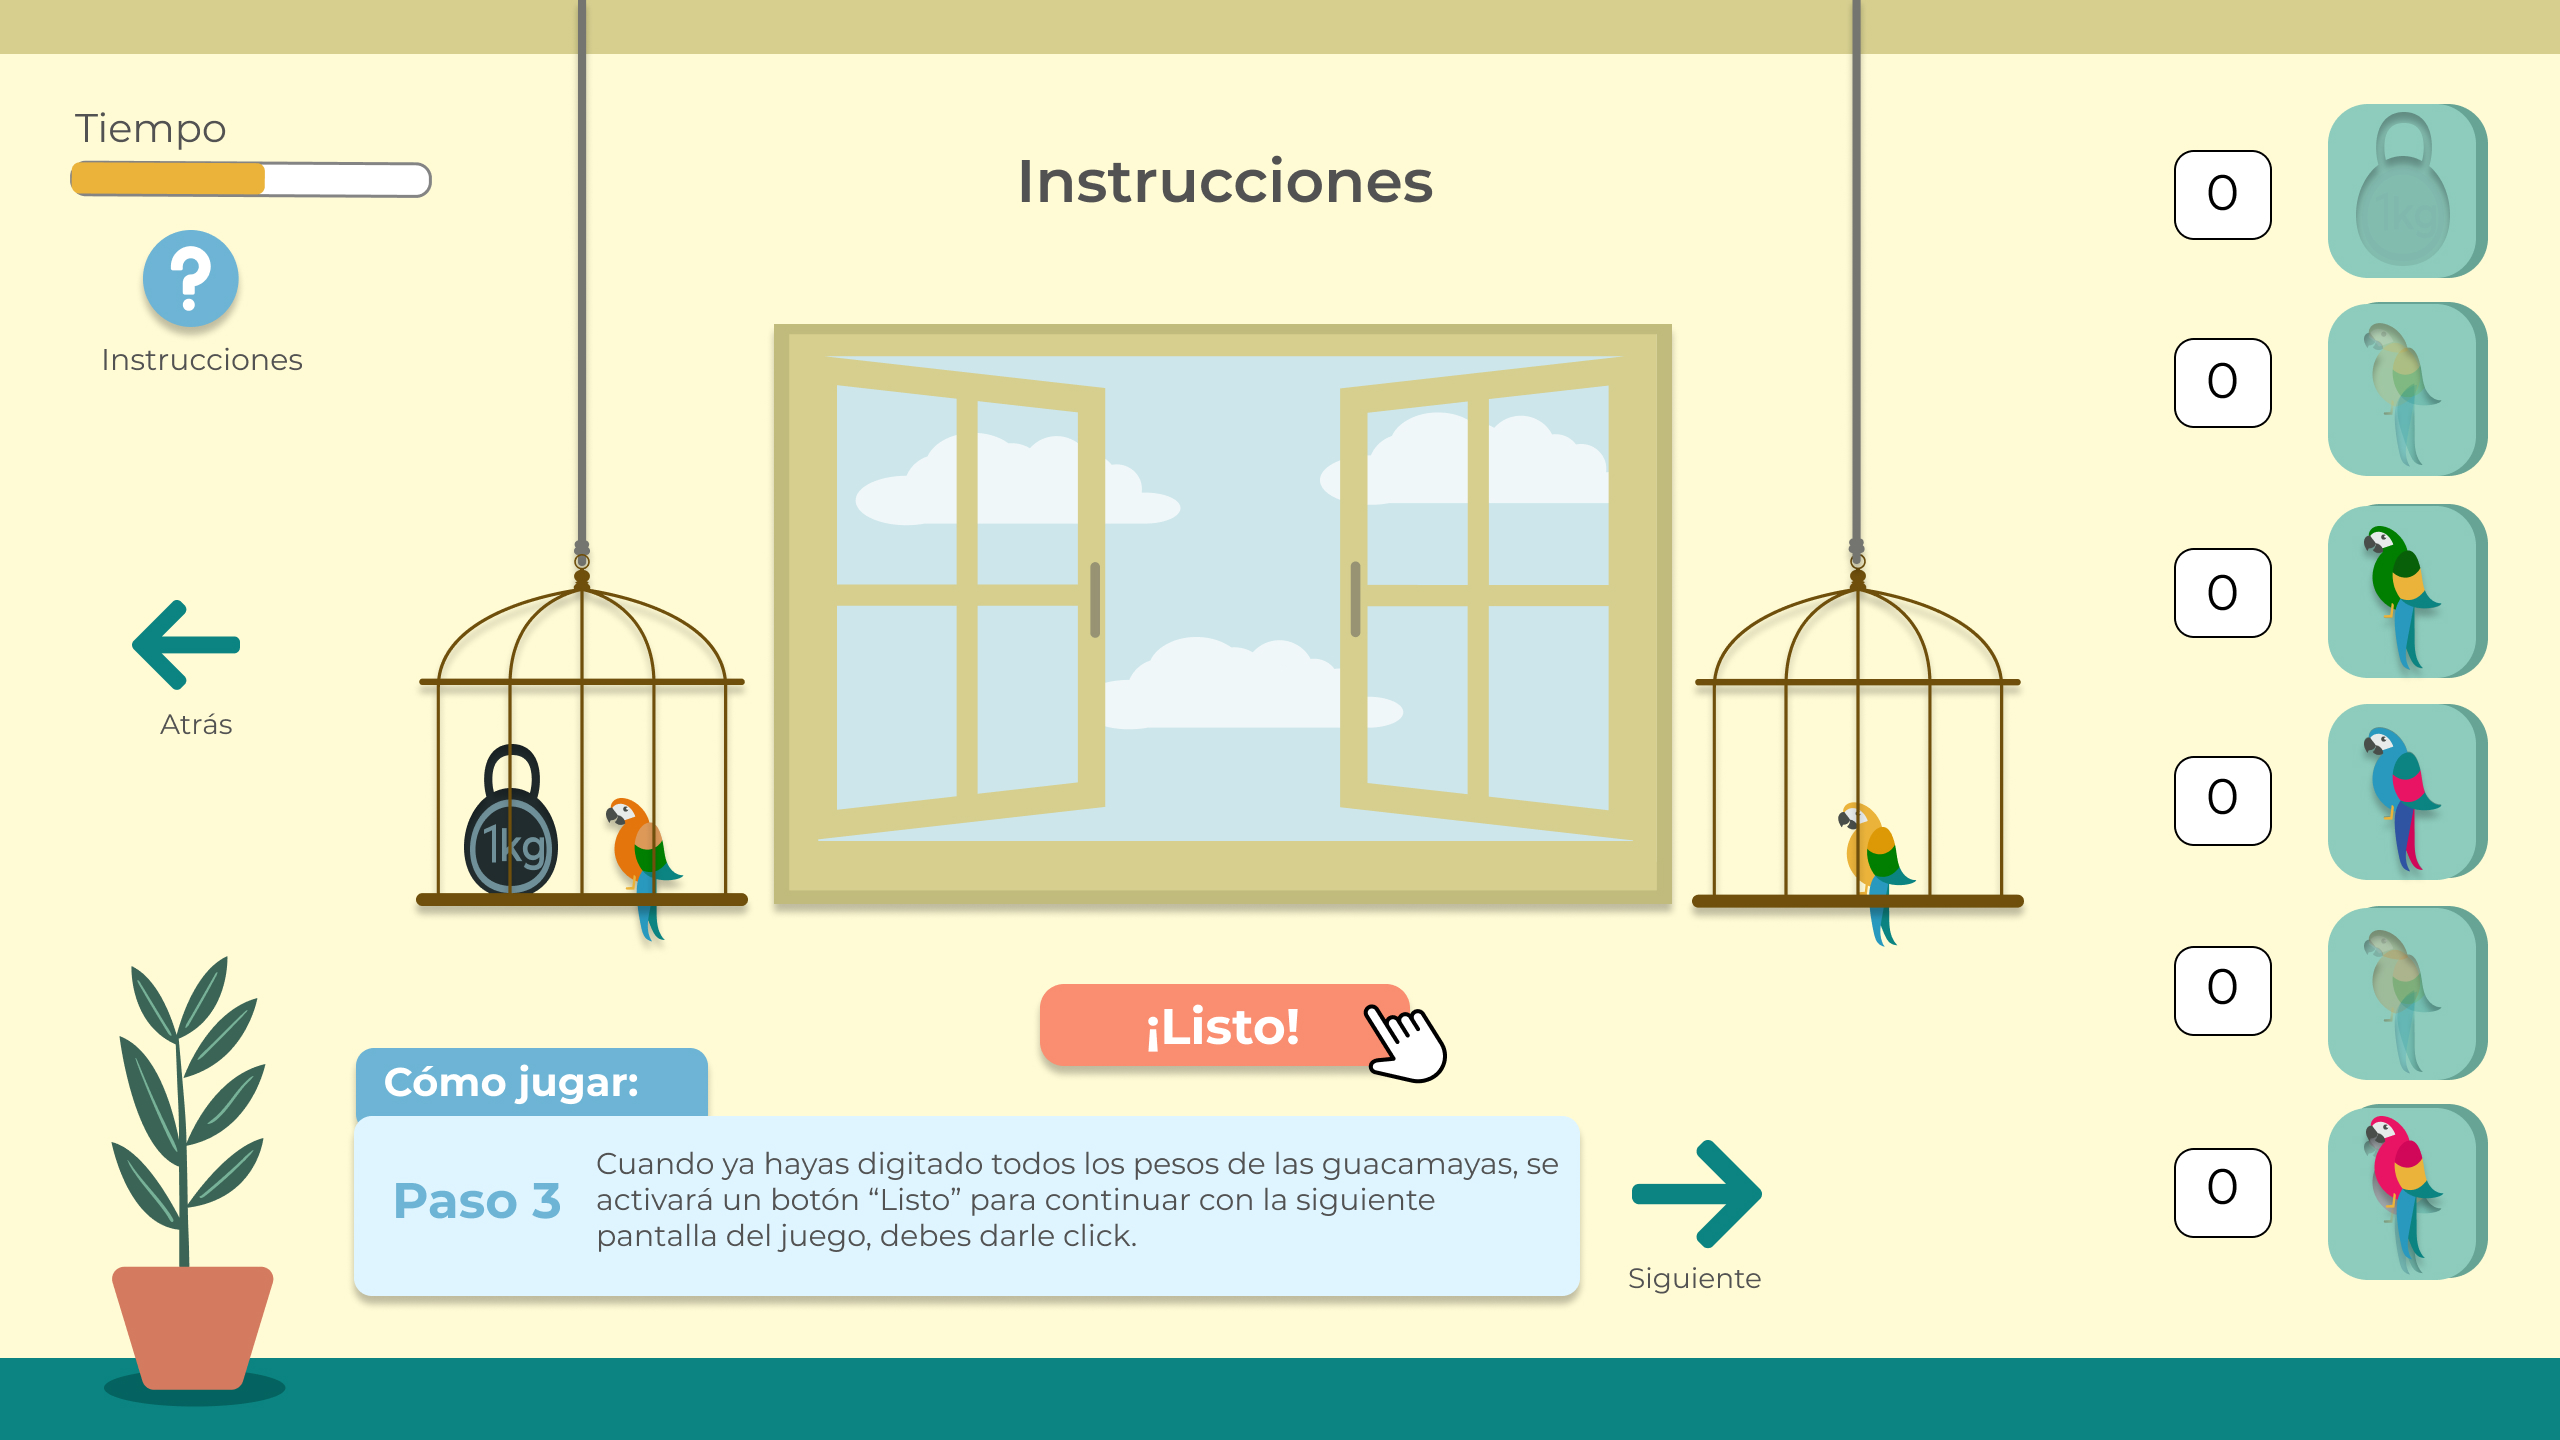 Tiempo
Instrucciones
Instrucciones
Atrás
1kg
¡Listo!
Cómo jugar:
Paso 3
Cuando ya hayas digitado todos los pesos de las guacamayas, se
activará un botón “Listo” para continuar con la siguiente
pantalla del juego, debes darle click.
Siguiente
0
1kg
0
0
0
0
0